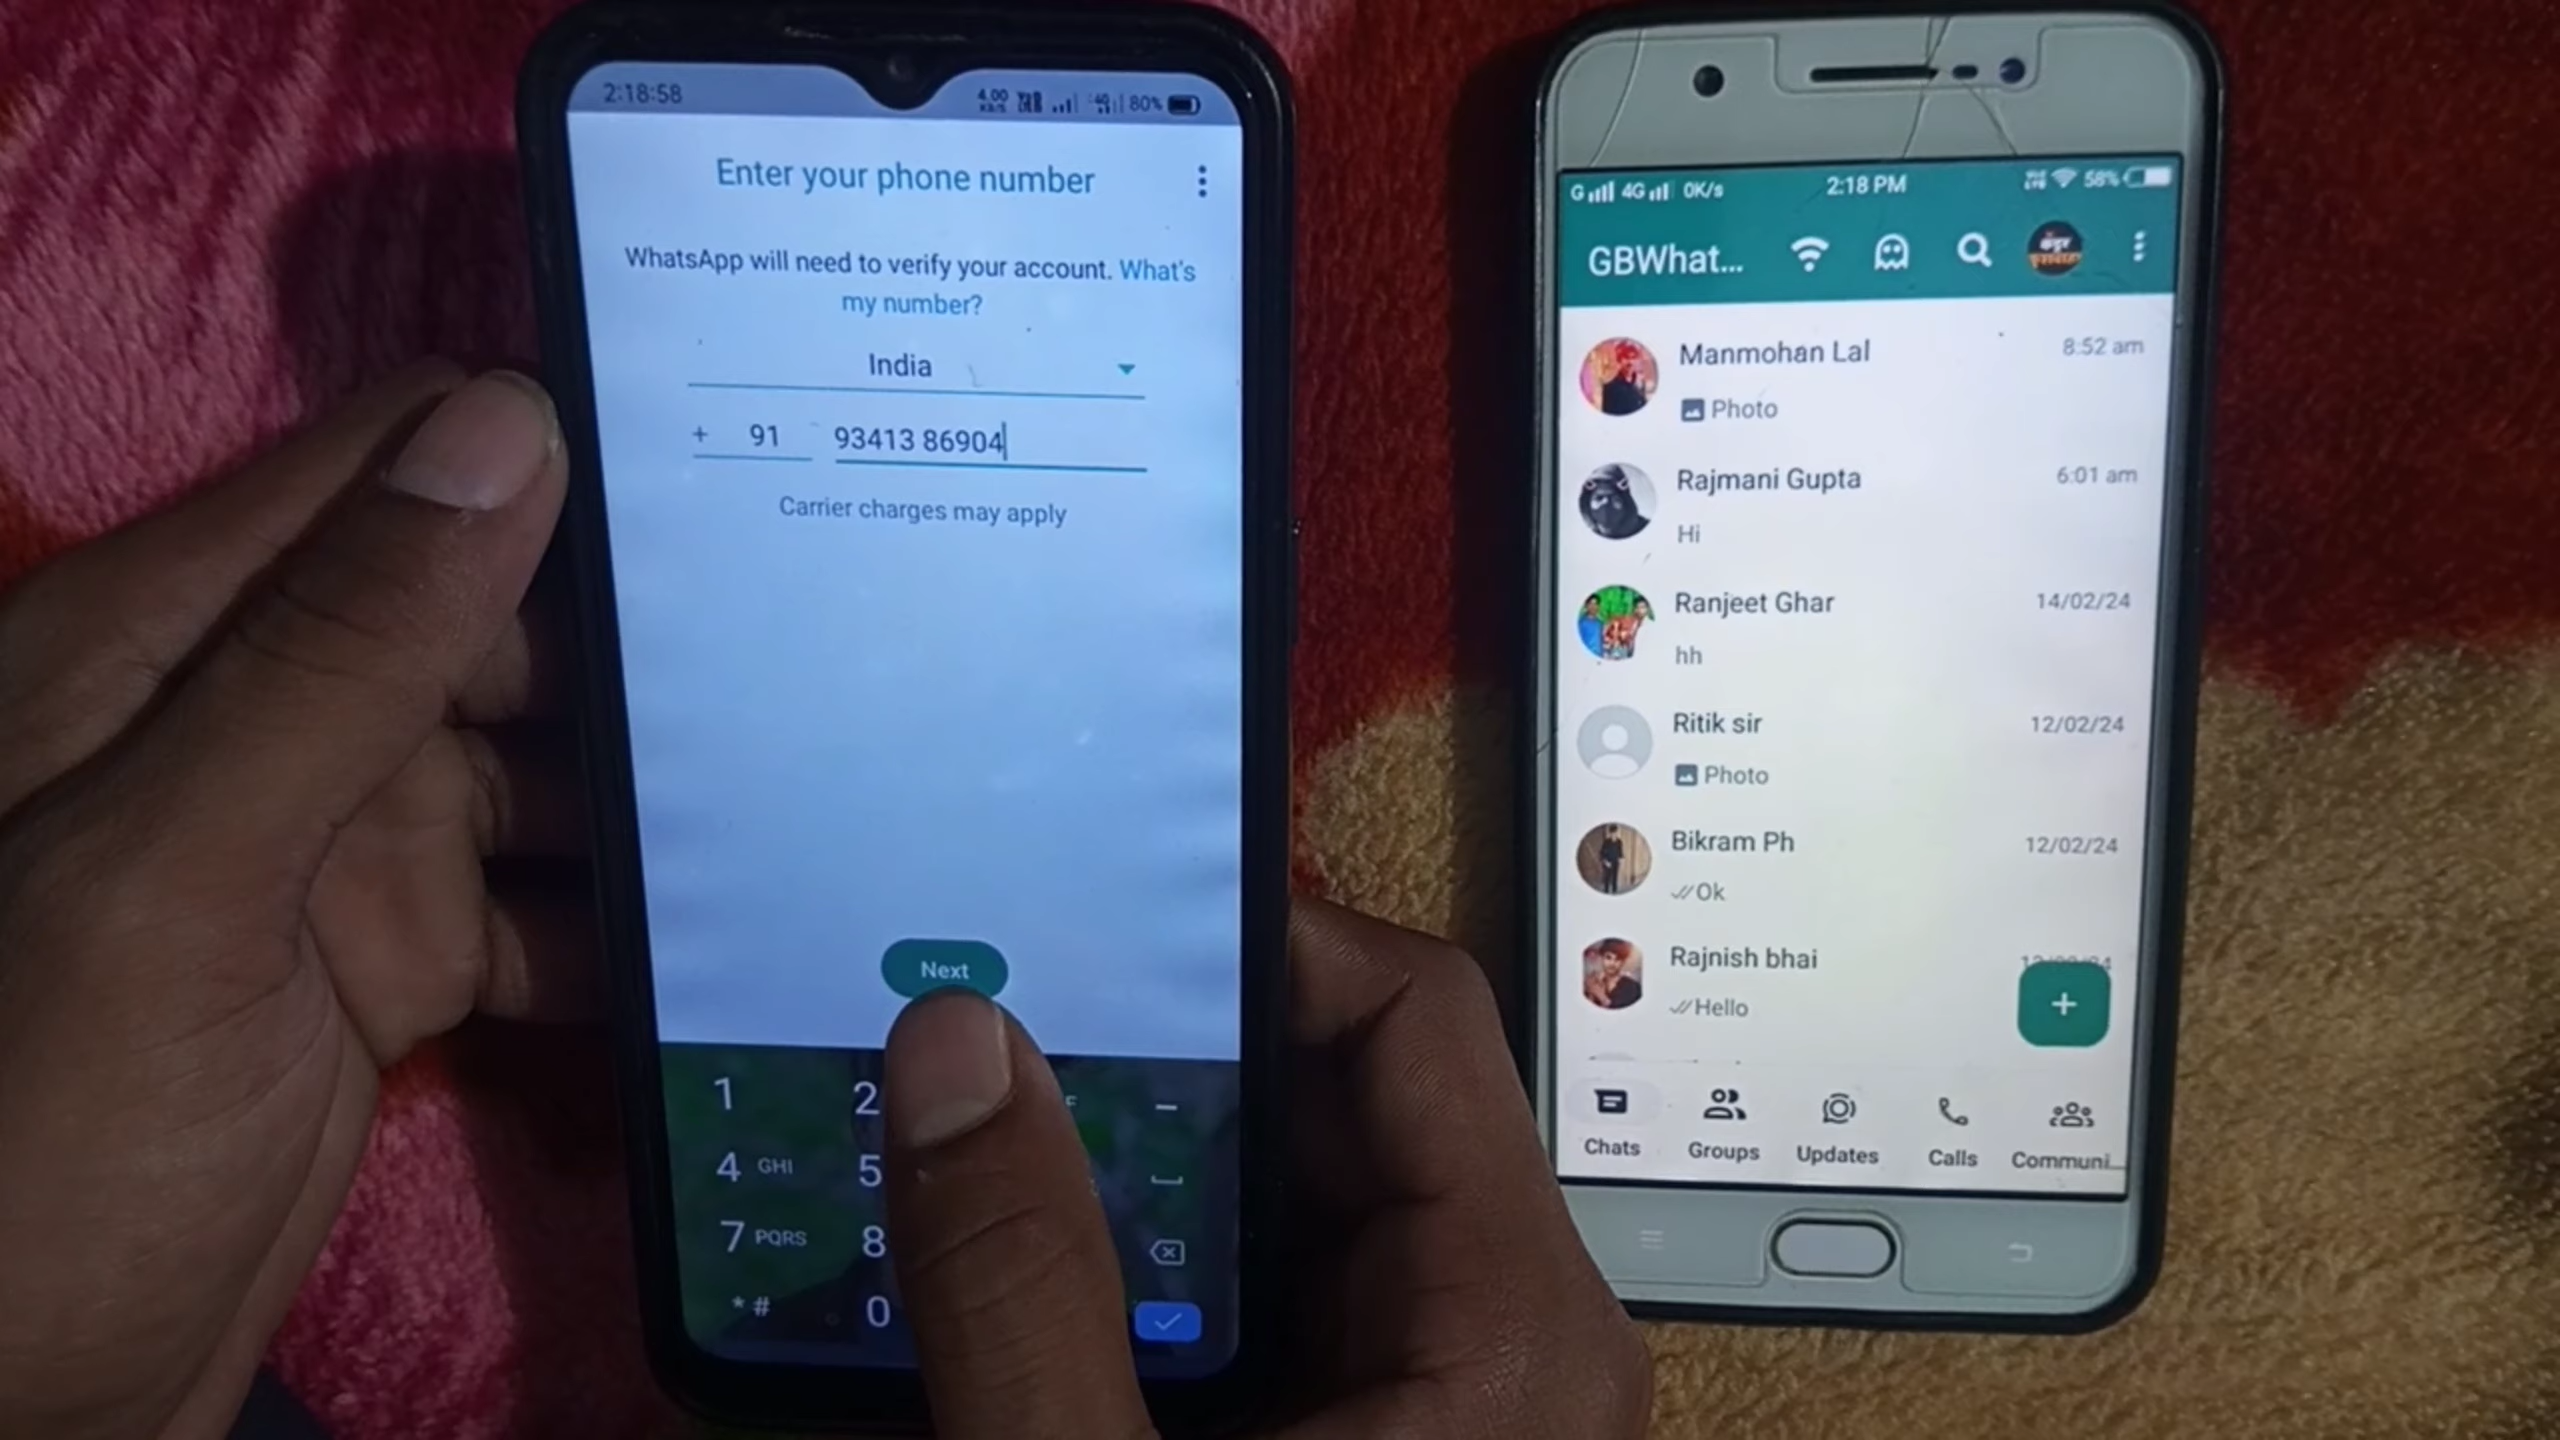 2:18:58
4.00
80%
Enter your phone number
WhatsApp will need to verify your account. What's
my number?
India
+ 91 93413 86904
Carrier charges may apply
Next
1 2
4 GHI 5
7 PQRS 8
* # 0
G 4G 0K/s 2:18 PM 58%
GBWhat...
Manmohan Lal 8:52 am
Photo
Rajmani Gupta 6:01 am
Hi
Ranjeet Ghar 14/02/24
hh
Ritik sir 12/02/24
Photo
Bikram Ph 12/02/24
Ok
Rajnish bhai
Hello
+
Chats Groups Updates Calls Communi...